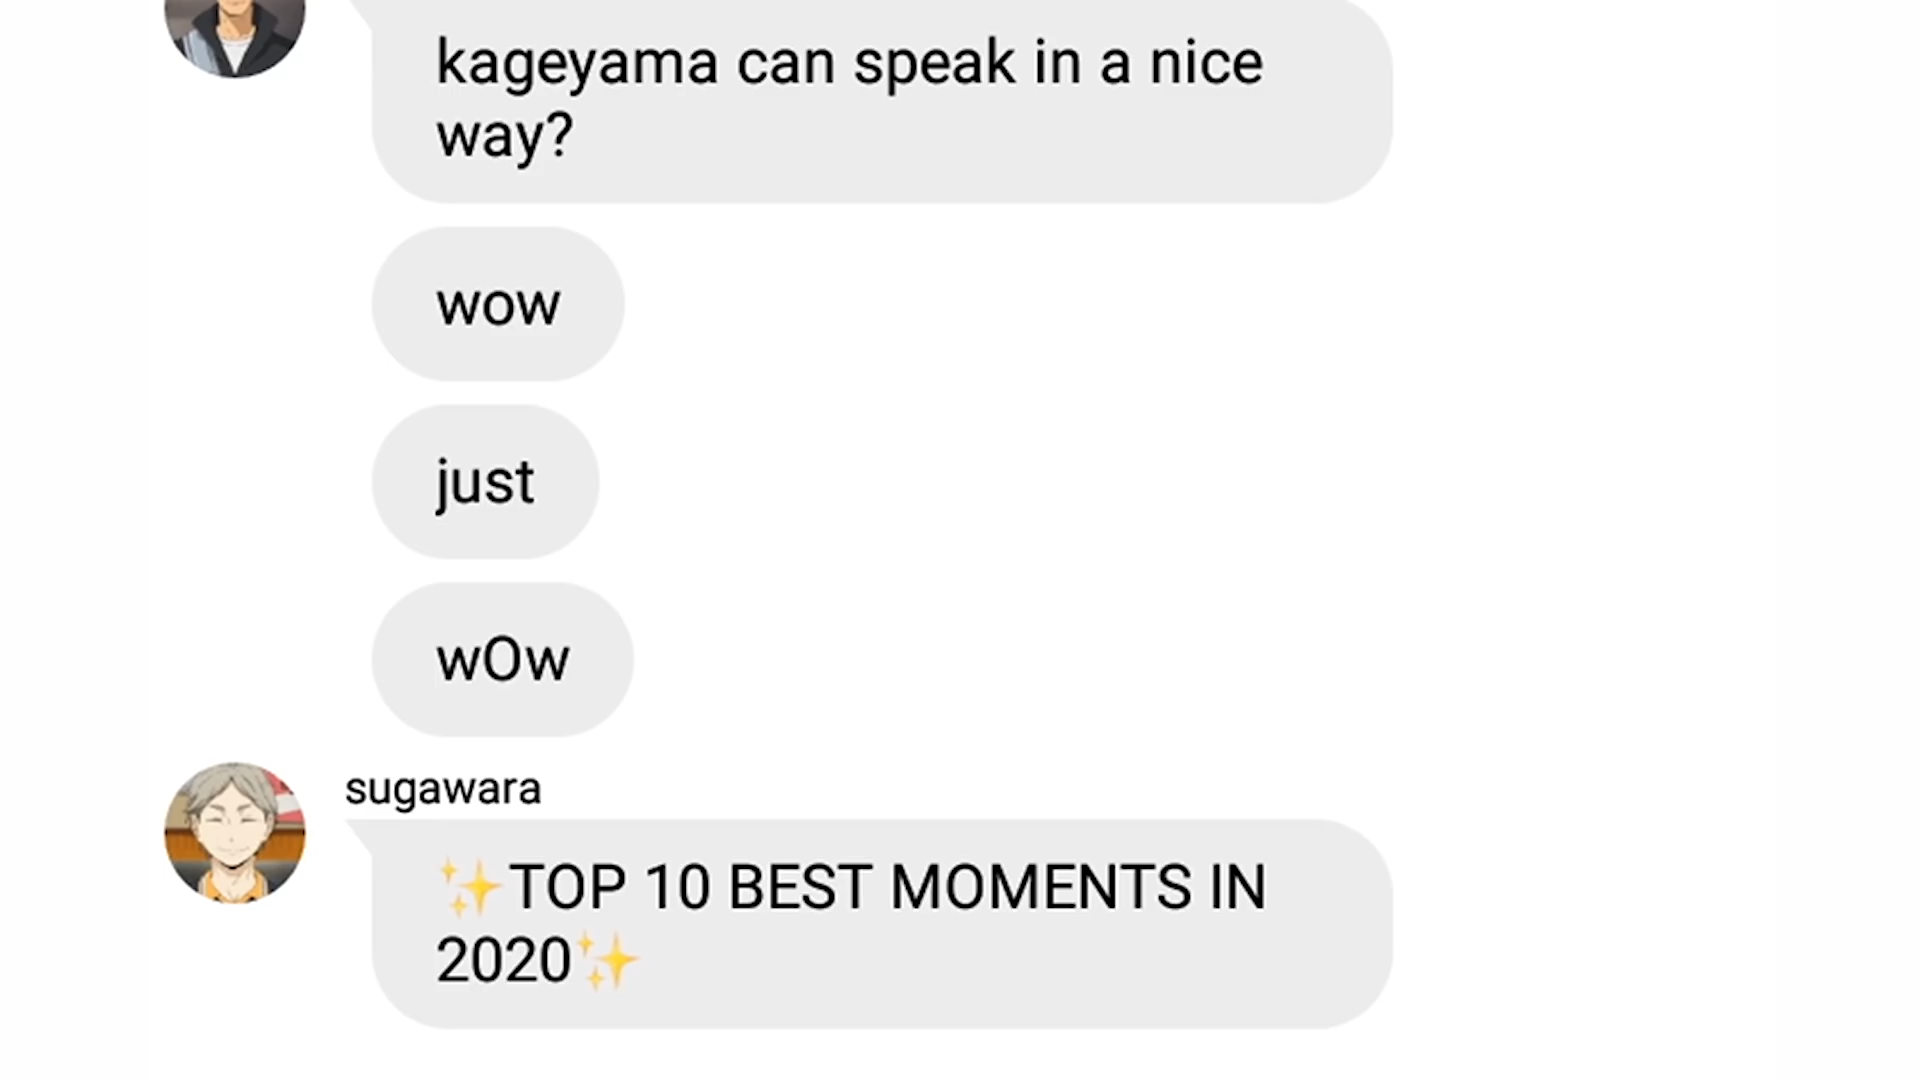 kageyama can speak in a nice
way?
wow
just
wOw
sugawara
✨TOP 10 BEST MOMENTS IN
2020✨